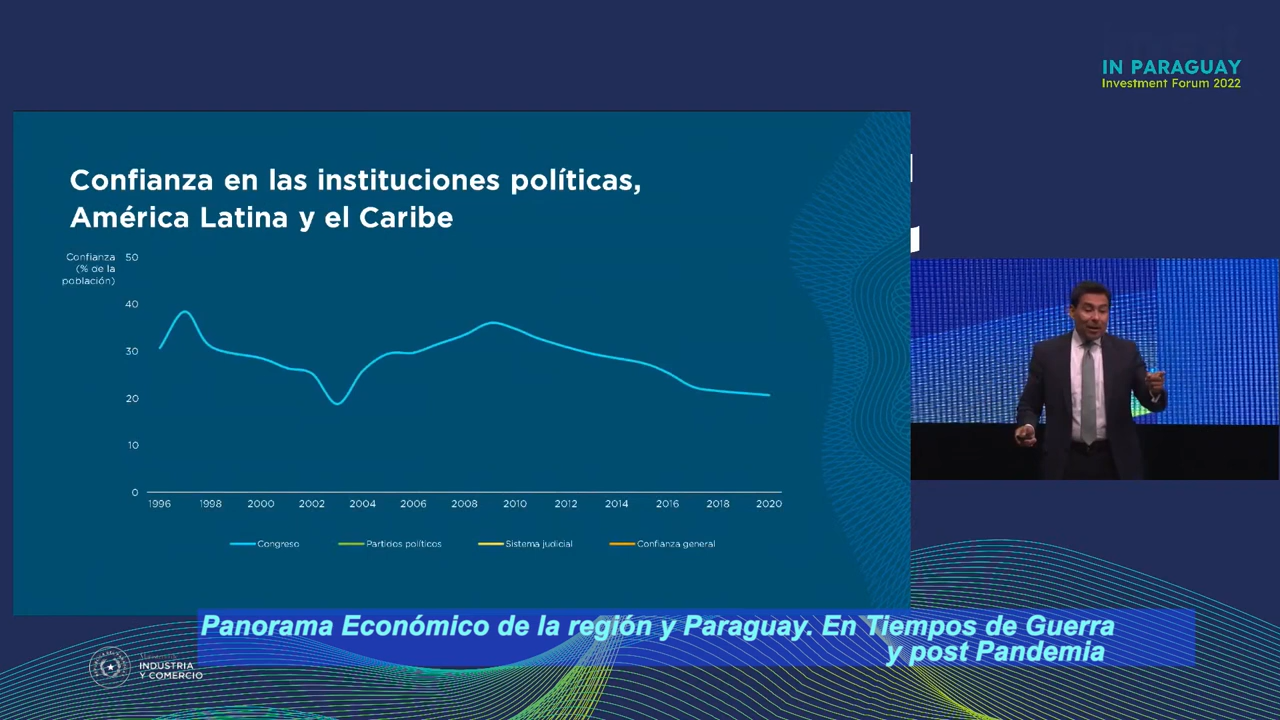 IN PARAGUAY
Investment Forum 2022
Confianza en las instituciones políticas,
América Latina y el Caribe
Confianza
(% de la
población)
50
40
30
20
10
0
1996 1998 2000 2002 2004 2006 2008 2010 2012 2014 2016 2018 2020
Congreso Partidos políticos Sistema judicial Confianza general
Panorama Económico de la región y Paraguay. En Tiempos de Guerra
y post Pandemia
INDUSTRIA
Y COMERCIO